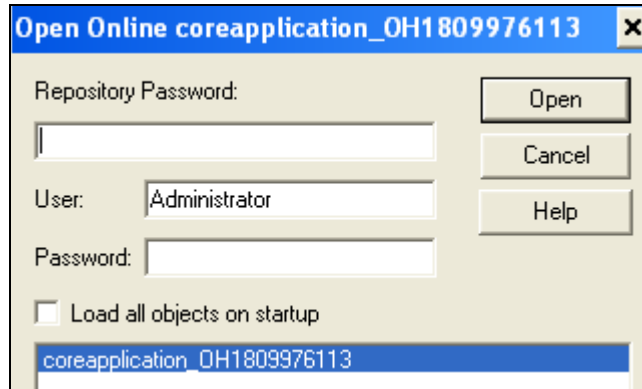 Open Online coreapplication_OH1809976113
Repository Password:
Open
Cancel
User: Administrator
Help
Password:
Load all objects on startup
coreapplication_OH1809976113